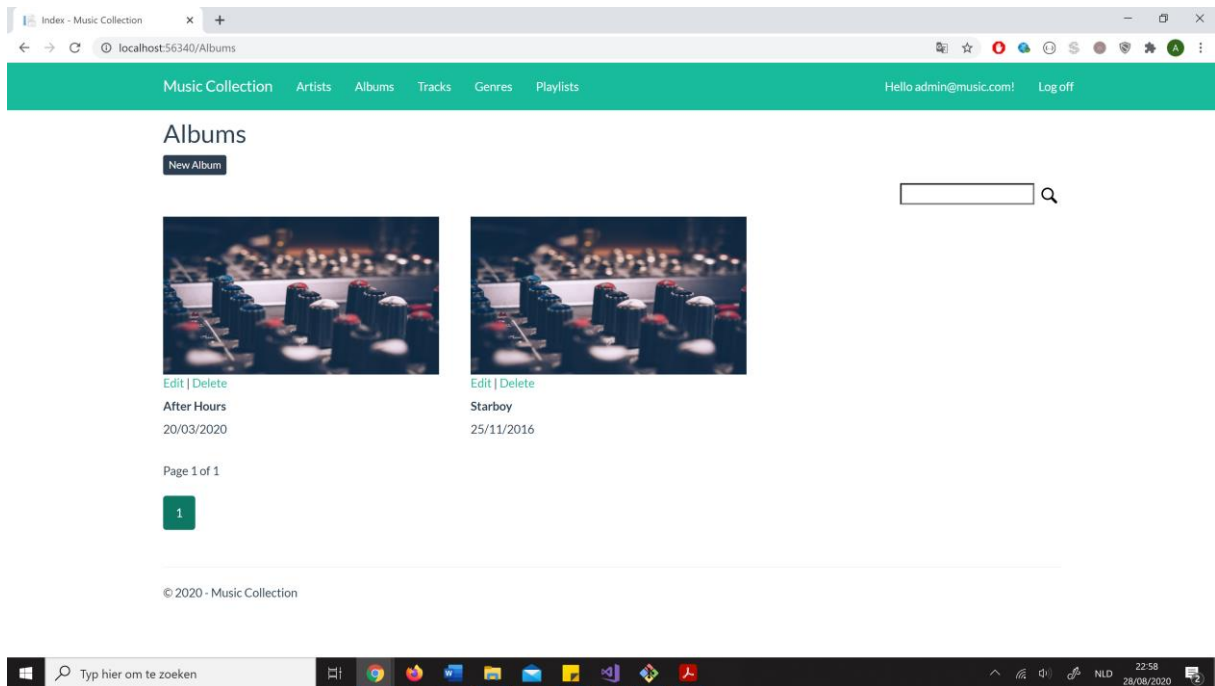 Index - Music Collection
localhost:56340/Albums
A
Music Collection Artists Albums Tracks Genres Playlists Hello admin@music.com! Log off
Albums
New Album
Edit | Delete Edit | Delete
After Hours Starboy
20/03/2020 25/11/2016
Page 1 of 1
1
© 2020 - Music Collection
Typ hier om te zoeken
NLD
22:58
28/08/2020
2